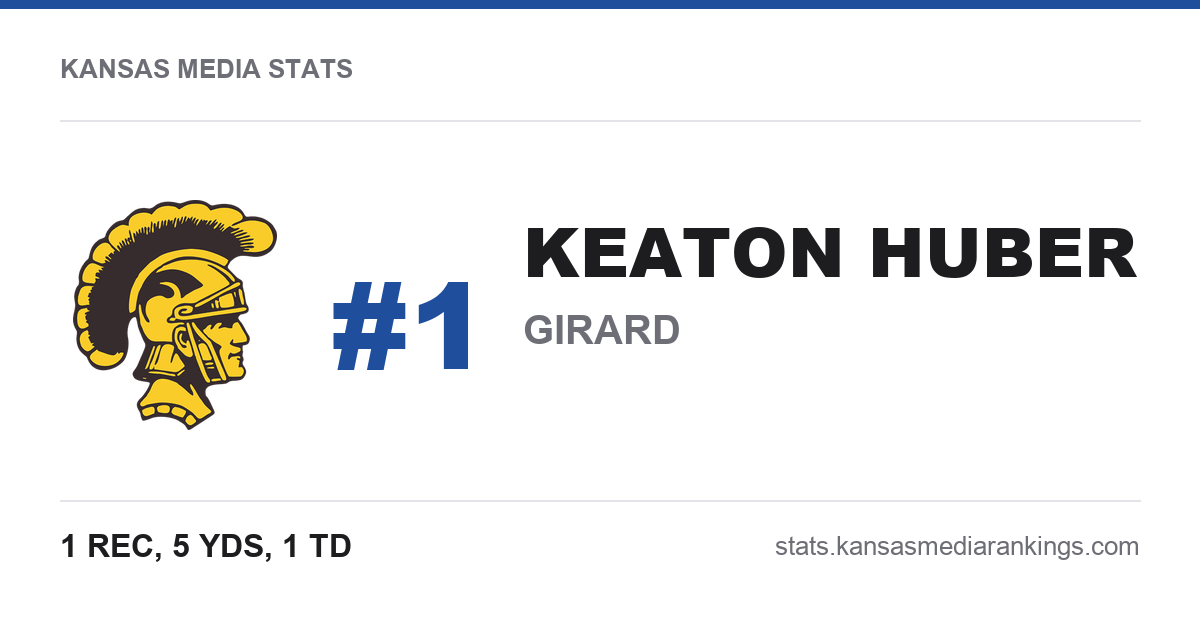 KANSAS MEDIA STATS
#1
KEATON HUBER
GIRARD
1 REC, 5 YDS, 1 TD
stats.kansasmediarankings.com